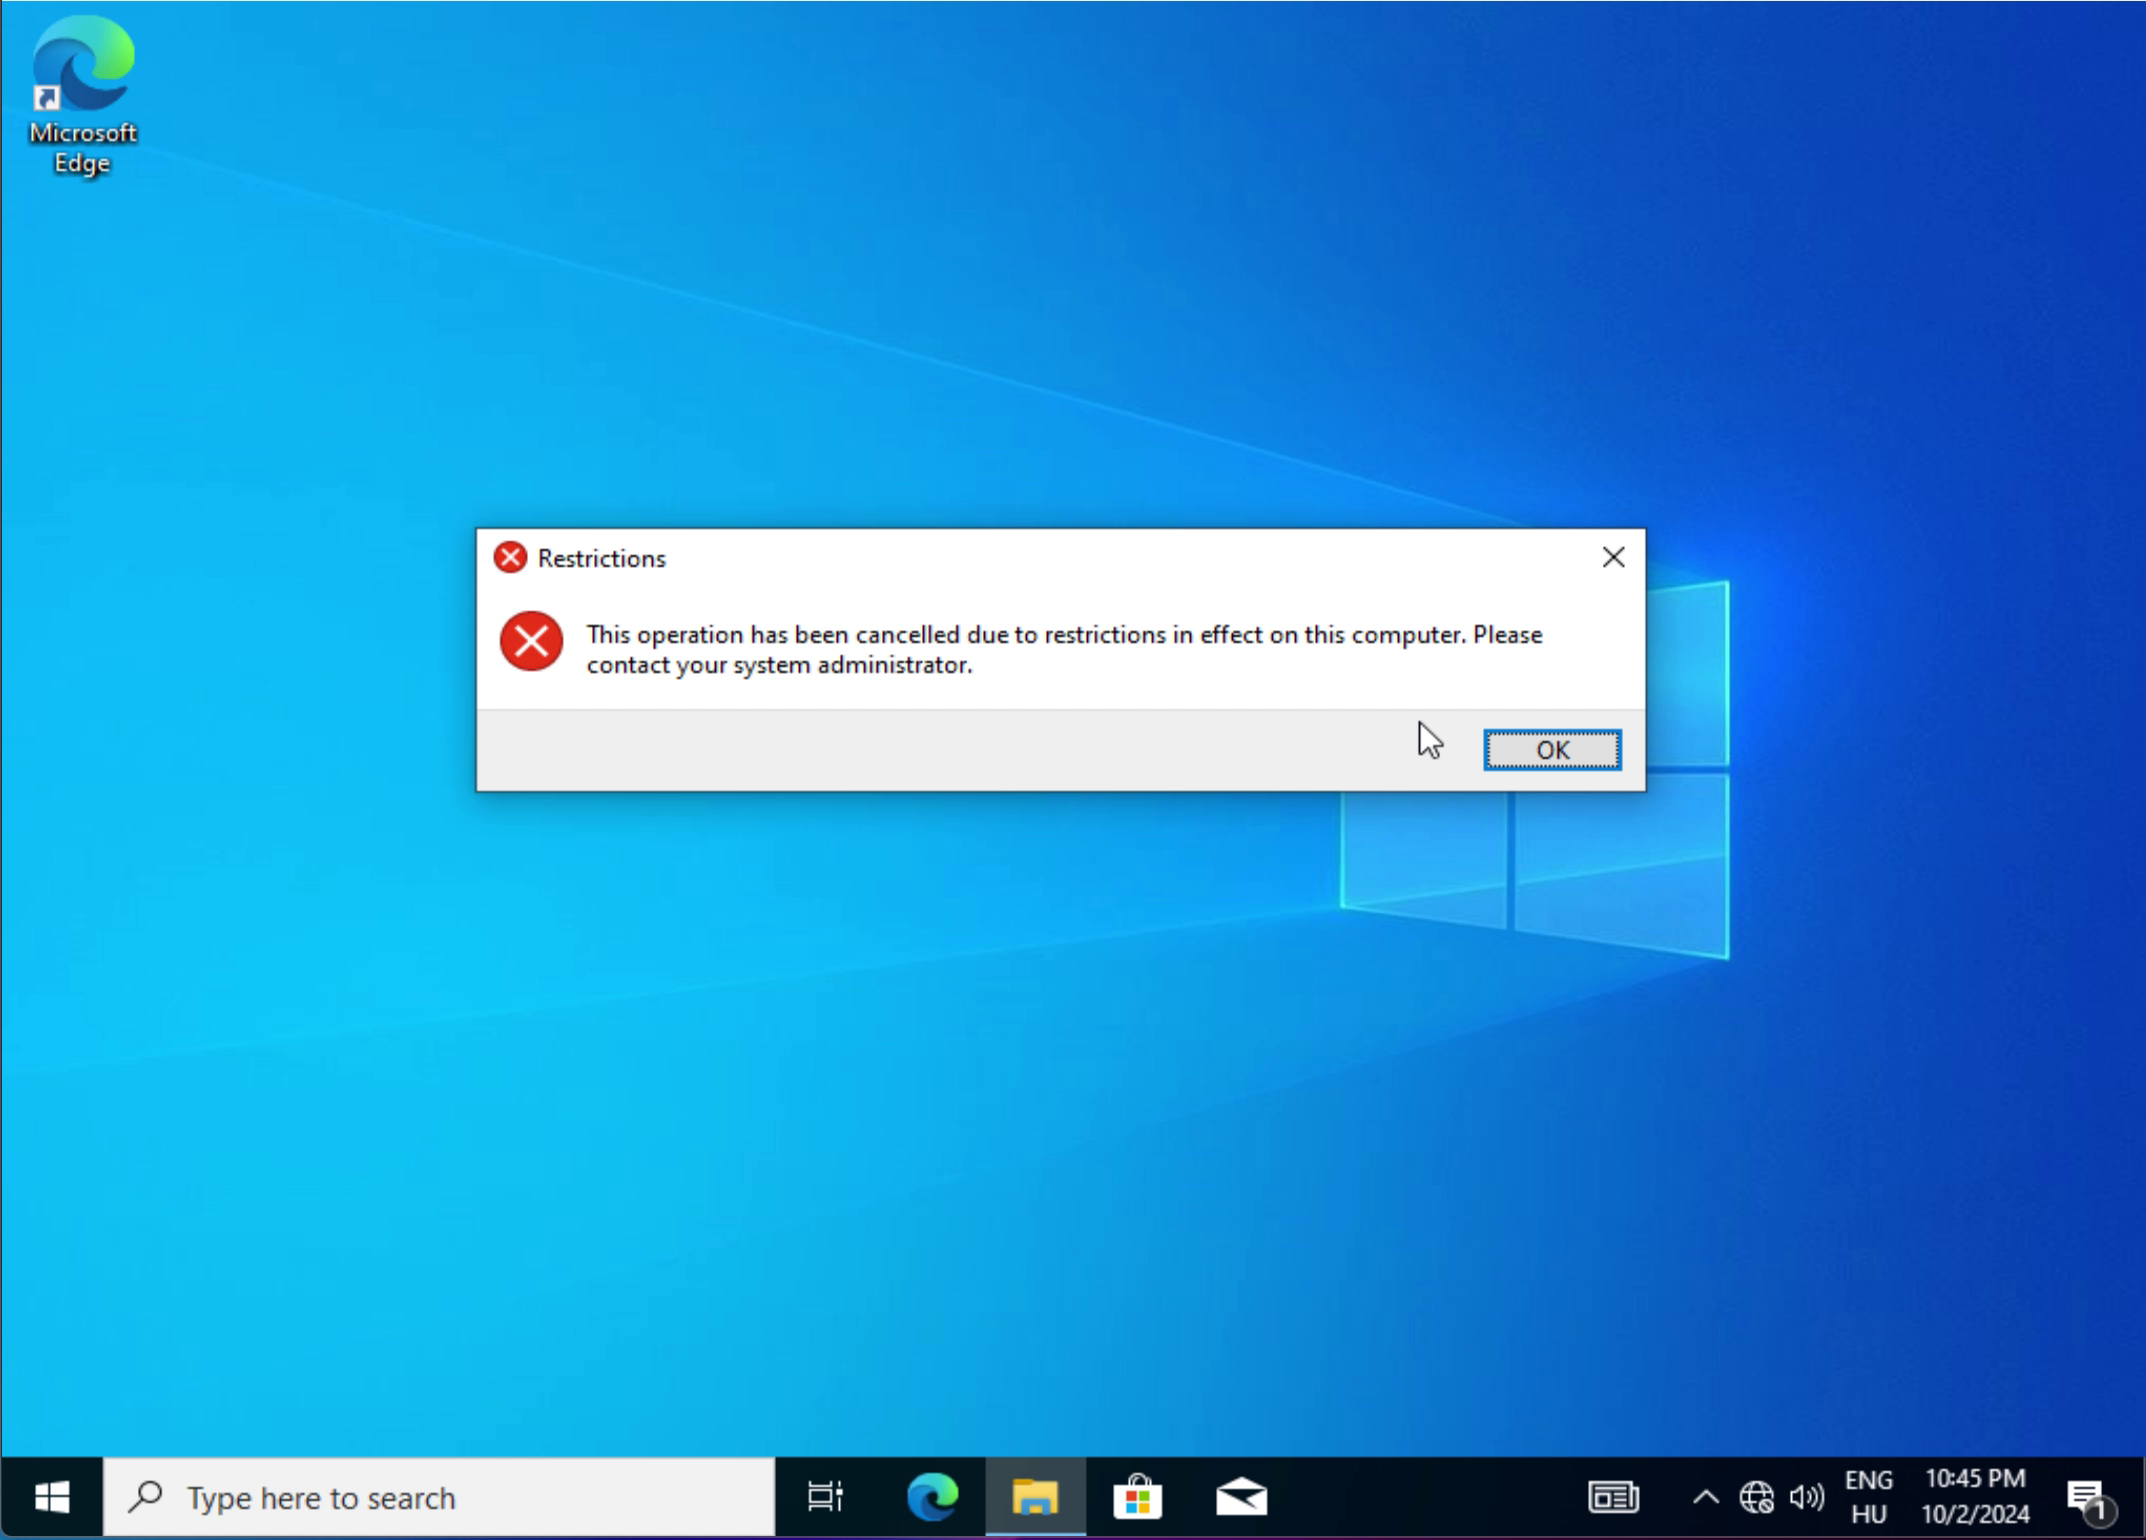 Microsoft
Edge
Restrictions
This operation has been cancelled due to restrictions in effect on this computer. Please
contact your system administrator.
OK
Type here to search
ENG
HU
10:45 PM
10/2/2024
1